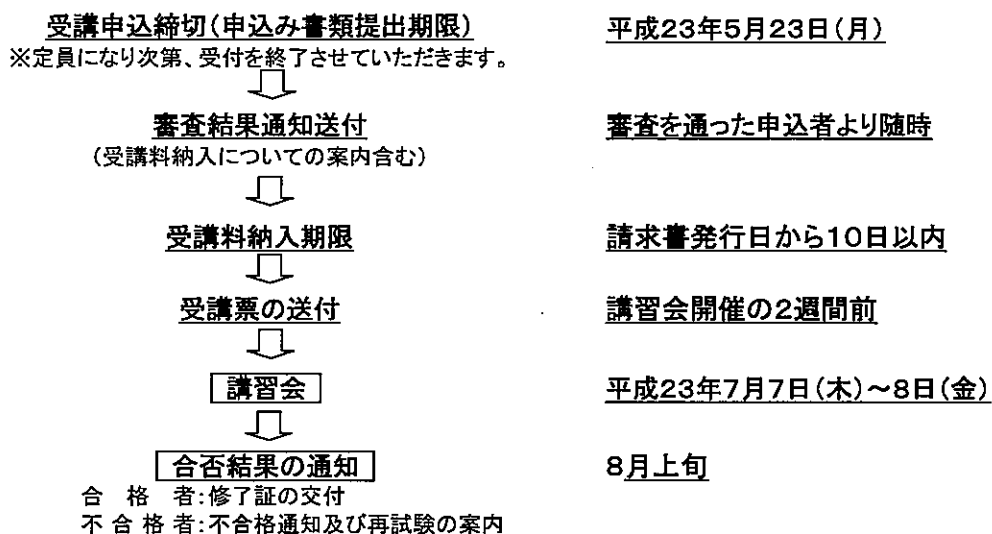 受講申込締切(申込み書類提出期限) 平成23年5月23日(月)
※定員になり次第、受付を終了させていただきます。
審査結果通知送付 審査を通った申込者より随時
(受講料納入についての案内含む)
受講料納入期限 請求書発行日から10日以内
受講票の送付 講習会開催の2週間前
講習会 平成23年7月7日(木)~8日(金)
合否結果の通知 8月上旬
合 格 者:修了証の交付
不 合 格 者:不合格通知及び再試験の案内